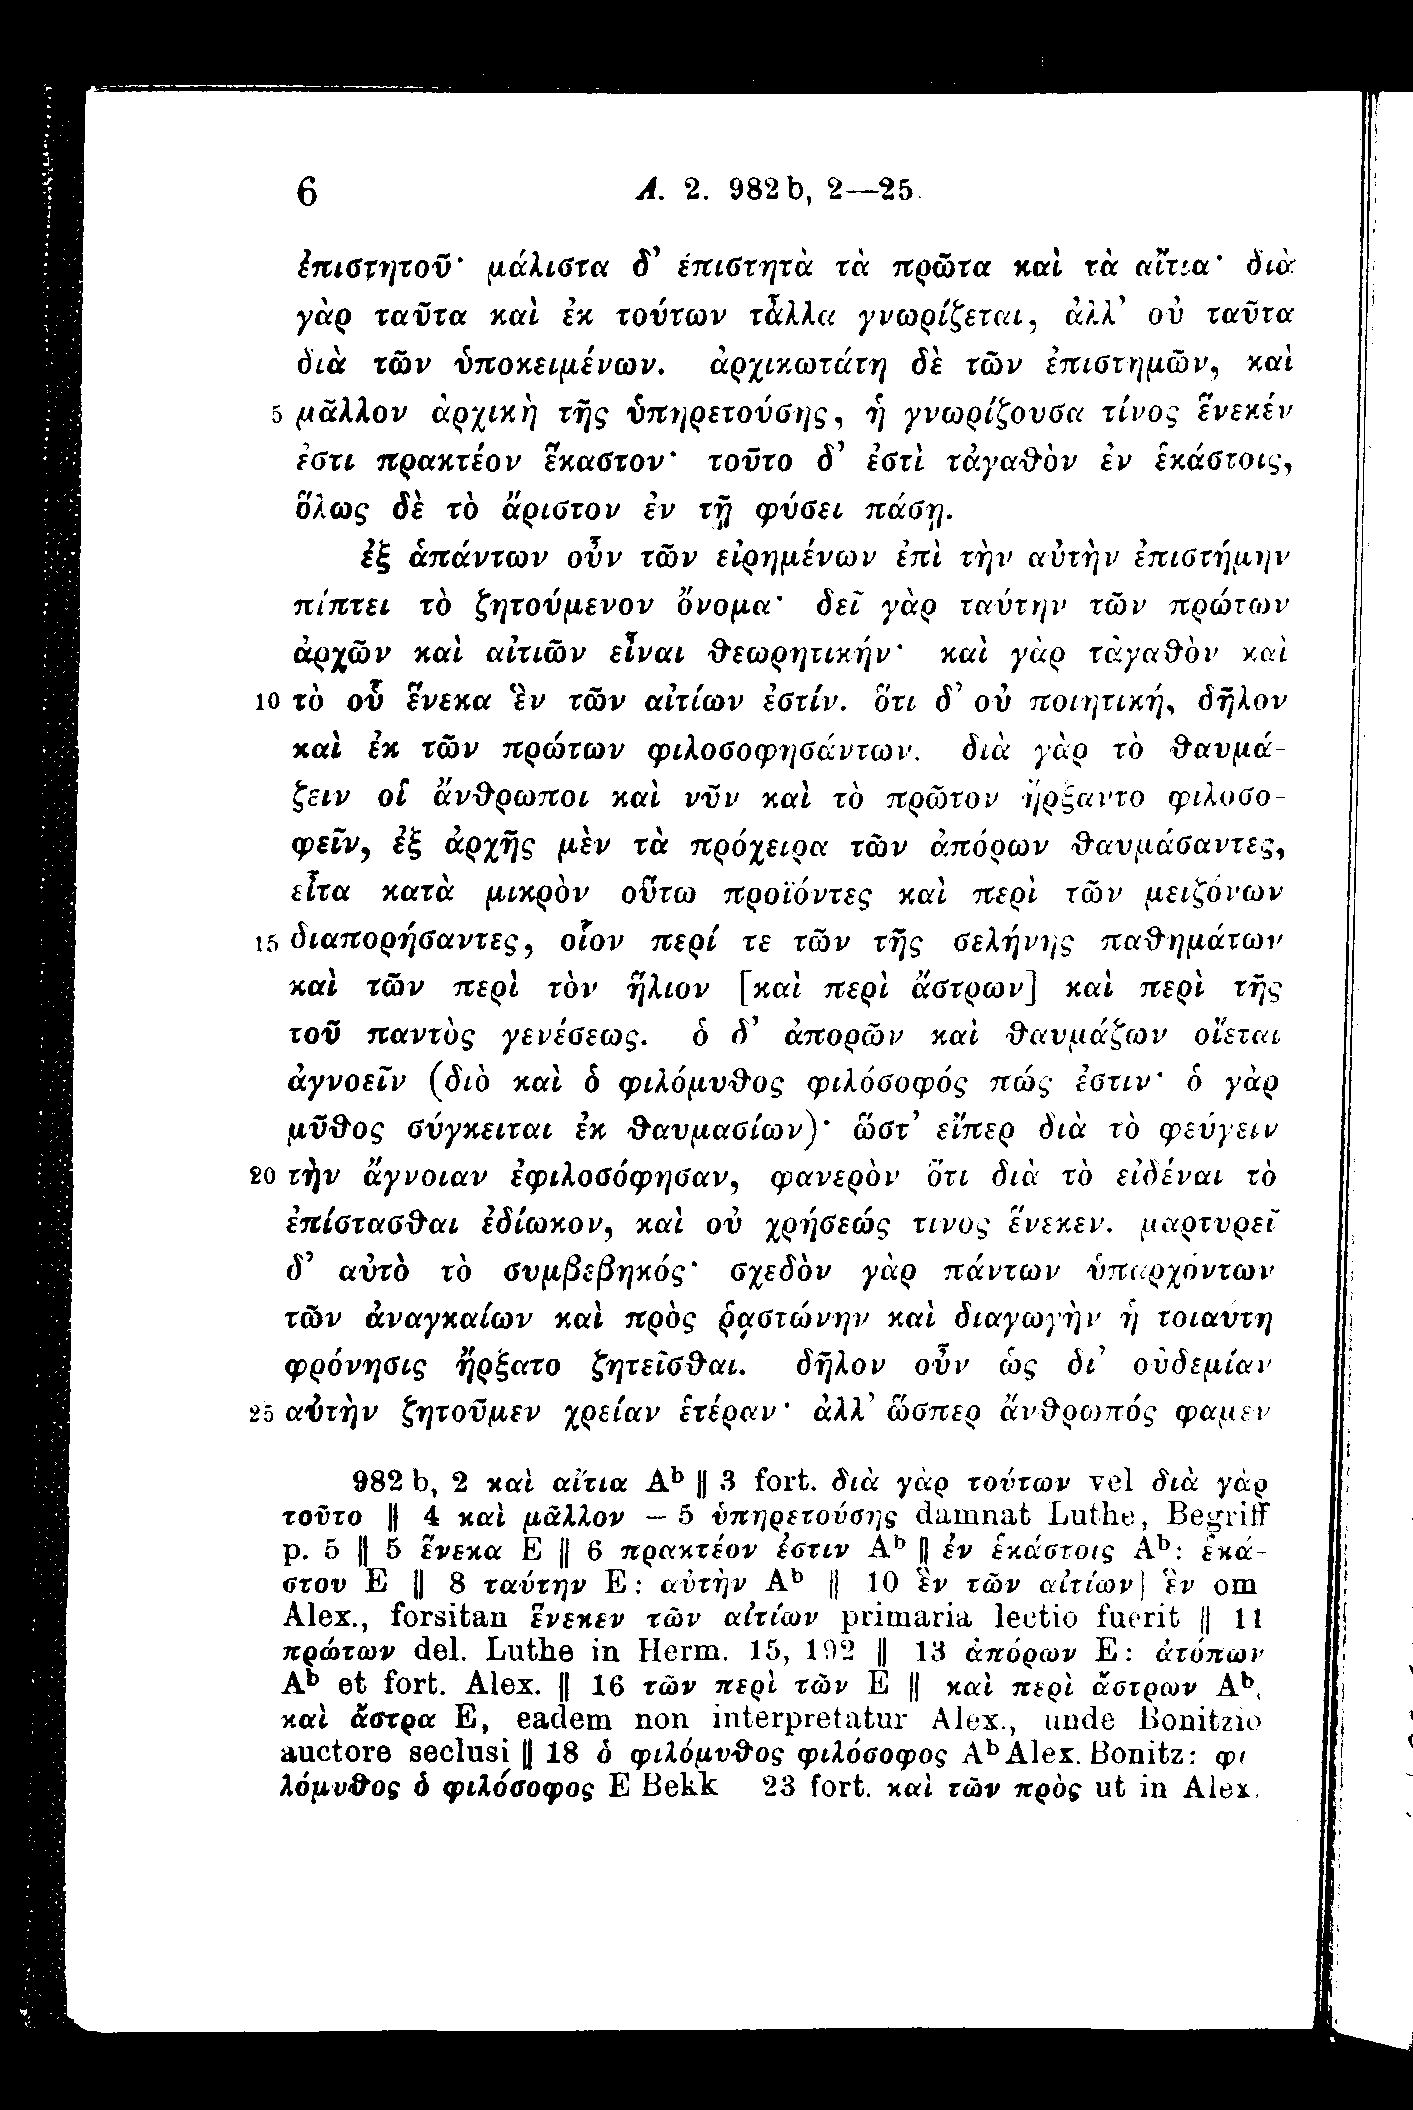 6 Α. 2. 982 b, 2—25.
ἐπιστητοῦ· μάλιστα δ’ ἐπιστητὰ τὰ πρῶτα καὶ τὰ αἴτια· διὰ
γὰρ ταῦτα καὶ ἐκ τούτων τἆλλα γνωρίζεται, ἀλλ’ οὐ ταῦτα
διὰ τῶν ὑποκειμένων. ἀρχικωτάτη δὲ τῶν ἐπιστημῶν, καὶ
5 μᾶλλον ἀρχικὴ τῆς ὑπηρετούσης, ἡ γνωρίζουσα τίνος ἕνεκέν
ἐστι πρακτέον ἕκαστον· τοῦτο δ’ ἐστὶ τἀγαθὸν ἐν ἑκάστοις,
ὅλως δὲ τὸ ἄριστον ἐν τῇ φύσει πάσῃ.
ἐξ ἁπάντων οὖν τῶν εἰρημένων ἐπὶ τὴν αὐτὴν ἐπιστήμην
πίπτει τὸ ζητούμενον ὄνομα· δεῖ γὰρ ταύτην τῶν πρώτων
ἀρχῶν καὶ αἰτιῶν εἶναι θεωρητικήν· καὶ γὰρ τἀγαθὸν καὶ
10 τὸ οὗ ἕνεκα ἓν τῶν αἰτίων ἐστίν. ὅτι δ’ οὐ ποιητική, δῆλον
καὶ ἐκ τῶν πρώτων φιλοσοφησάντων. διὰ γὰρ τὸ θαυμά-
ζειν οἱ ἄνθρωποι καὶ νῦν καὶ τὸ πρῶτον ἤρξαντο φιλοσο-
φεῖν, ἐξ ἀρχῆς μὲν τὰ πρόχειρα τῶν ἀπόρων θαυμάσαντες,
εἶτα κατὰ μικρὸν οὕτω προϊόντες καὶ περὶ τῶν μειζόνων
15 διαπορήσαντες, οἷον περί τε τῶν τῆς σελήνης παθημάτων
καὶ τῶν περὶ τὸν ἥλιον [καὶ περὶ ἄστρων] καὶ περὶ τῆς
τοῦ παντὸς γενέσεως. ὁ δ’ ἀπορῶν καὶ θαυμάζων οἴεται
ἀγνοεῖν (διὸ καὶ ὁ φιλόμυθος φιλόσοφός πώς ἐστιν· ὁ γὰρ
μῦθος σύγκειται ἐκ θαυμασίων)· ὥστ’ εἴπερ διὰ τὸ φεύγειν
20 τὴν ἄγνοιαν ἐφιλοσόφησαν, φανερὸν ὅτι διὰ τὸ εἰδέναι τὸ
ἐπίστασθαι ἐδίωκον, καὶ οὐ χρήσεώς τινος ἕνεκεν. μαρτυρεῖ
δ’ αὐτὸ τὸ συμβεβηκός· σχεδὸν γὰρ πάντων ὑπαρχόντων
τῶν ἀναγκαίων καὶ πρὸς ῥᾳστώνην καὶ διαγωγὴν ἡ τοιαύτη
φρόνησις ἤρξατο ζητεῖσθαι. δῆλον οὖν ὡς δι’ οὐδεμίαν
25 αὐτὴν ζητοῦμεν χρείαν ἑτέραν· ἀλλ’ ὥσπερ ἄνθρωπός φαμεν
982 b, 2 καὶ αἴτια Aᵇ || 3 fort. διὰ γὰρ τούτων vel διὰ γὰρ
τοῦτο || 4 καὶ μᾶλλον – 5 ὑπηρετούσης damnat Luthe, Begriff
p. 5 || 5 ἕνεκα E || 6 πρακτέον ἐστιν Aᵇ || ἐν ἑκάστοις Aᵇ: ἑκά-
στου E || 8 ταύτην E: αὐτὴν Aᵇ || 10 ἓν τῶν αἰτίων] ἓν om
Alex., forsitan ἕνεκεν τῶν αἰτίων primaria lectio fuerit || 11
πρώτων del. Luthe in Herm. 15, 192 || 13 ἀπόρων E: ἀτόπων
Aᵇ et fort. Alex. || 16 τῶν περὶ τῶν E || καὶ περὶ ἄστρων Aᵇ,
καὶ ἄστρα E, eadem non interpretatur Alex., unde Bonitzio
auctore seclusi || 18 ὁ φιλόμυθος φιλόσοφος Aᵇ Alex. Bonitz: φι
λόμυθος ὁ φιλόσοφος E Bekk 23 fort. καὶ τῶν πρὸς ut in Alex.